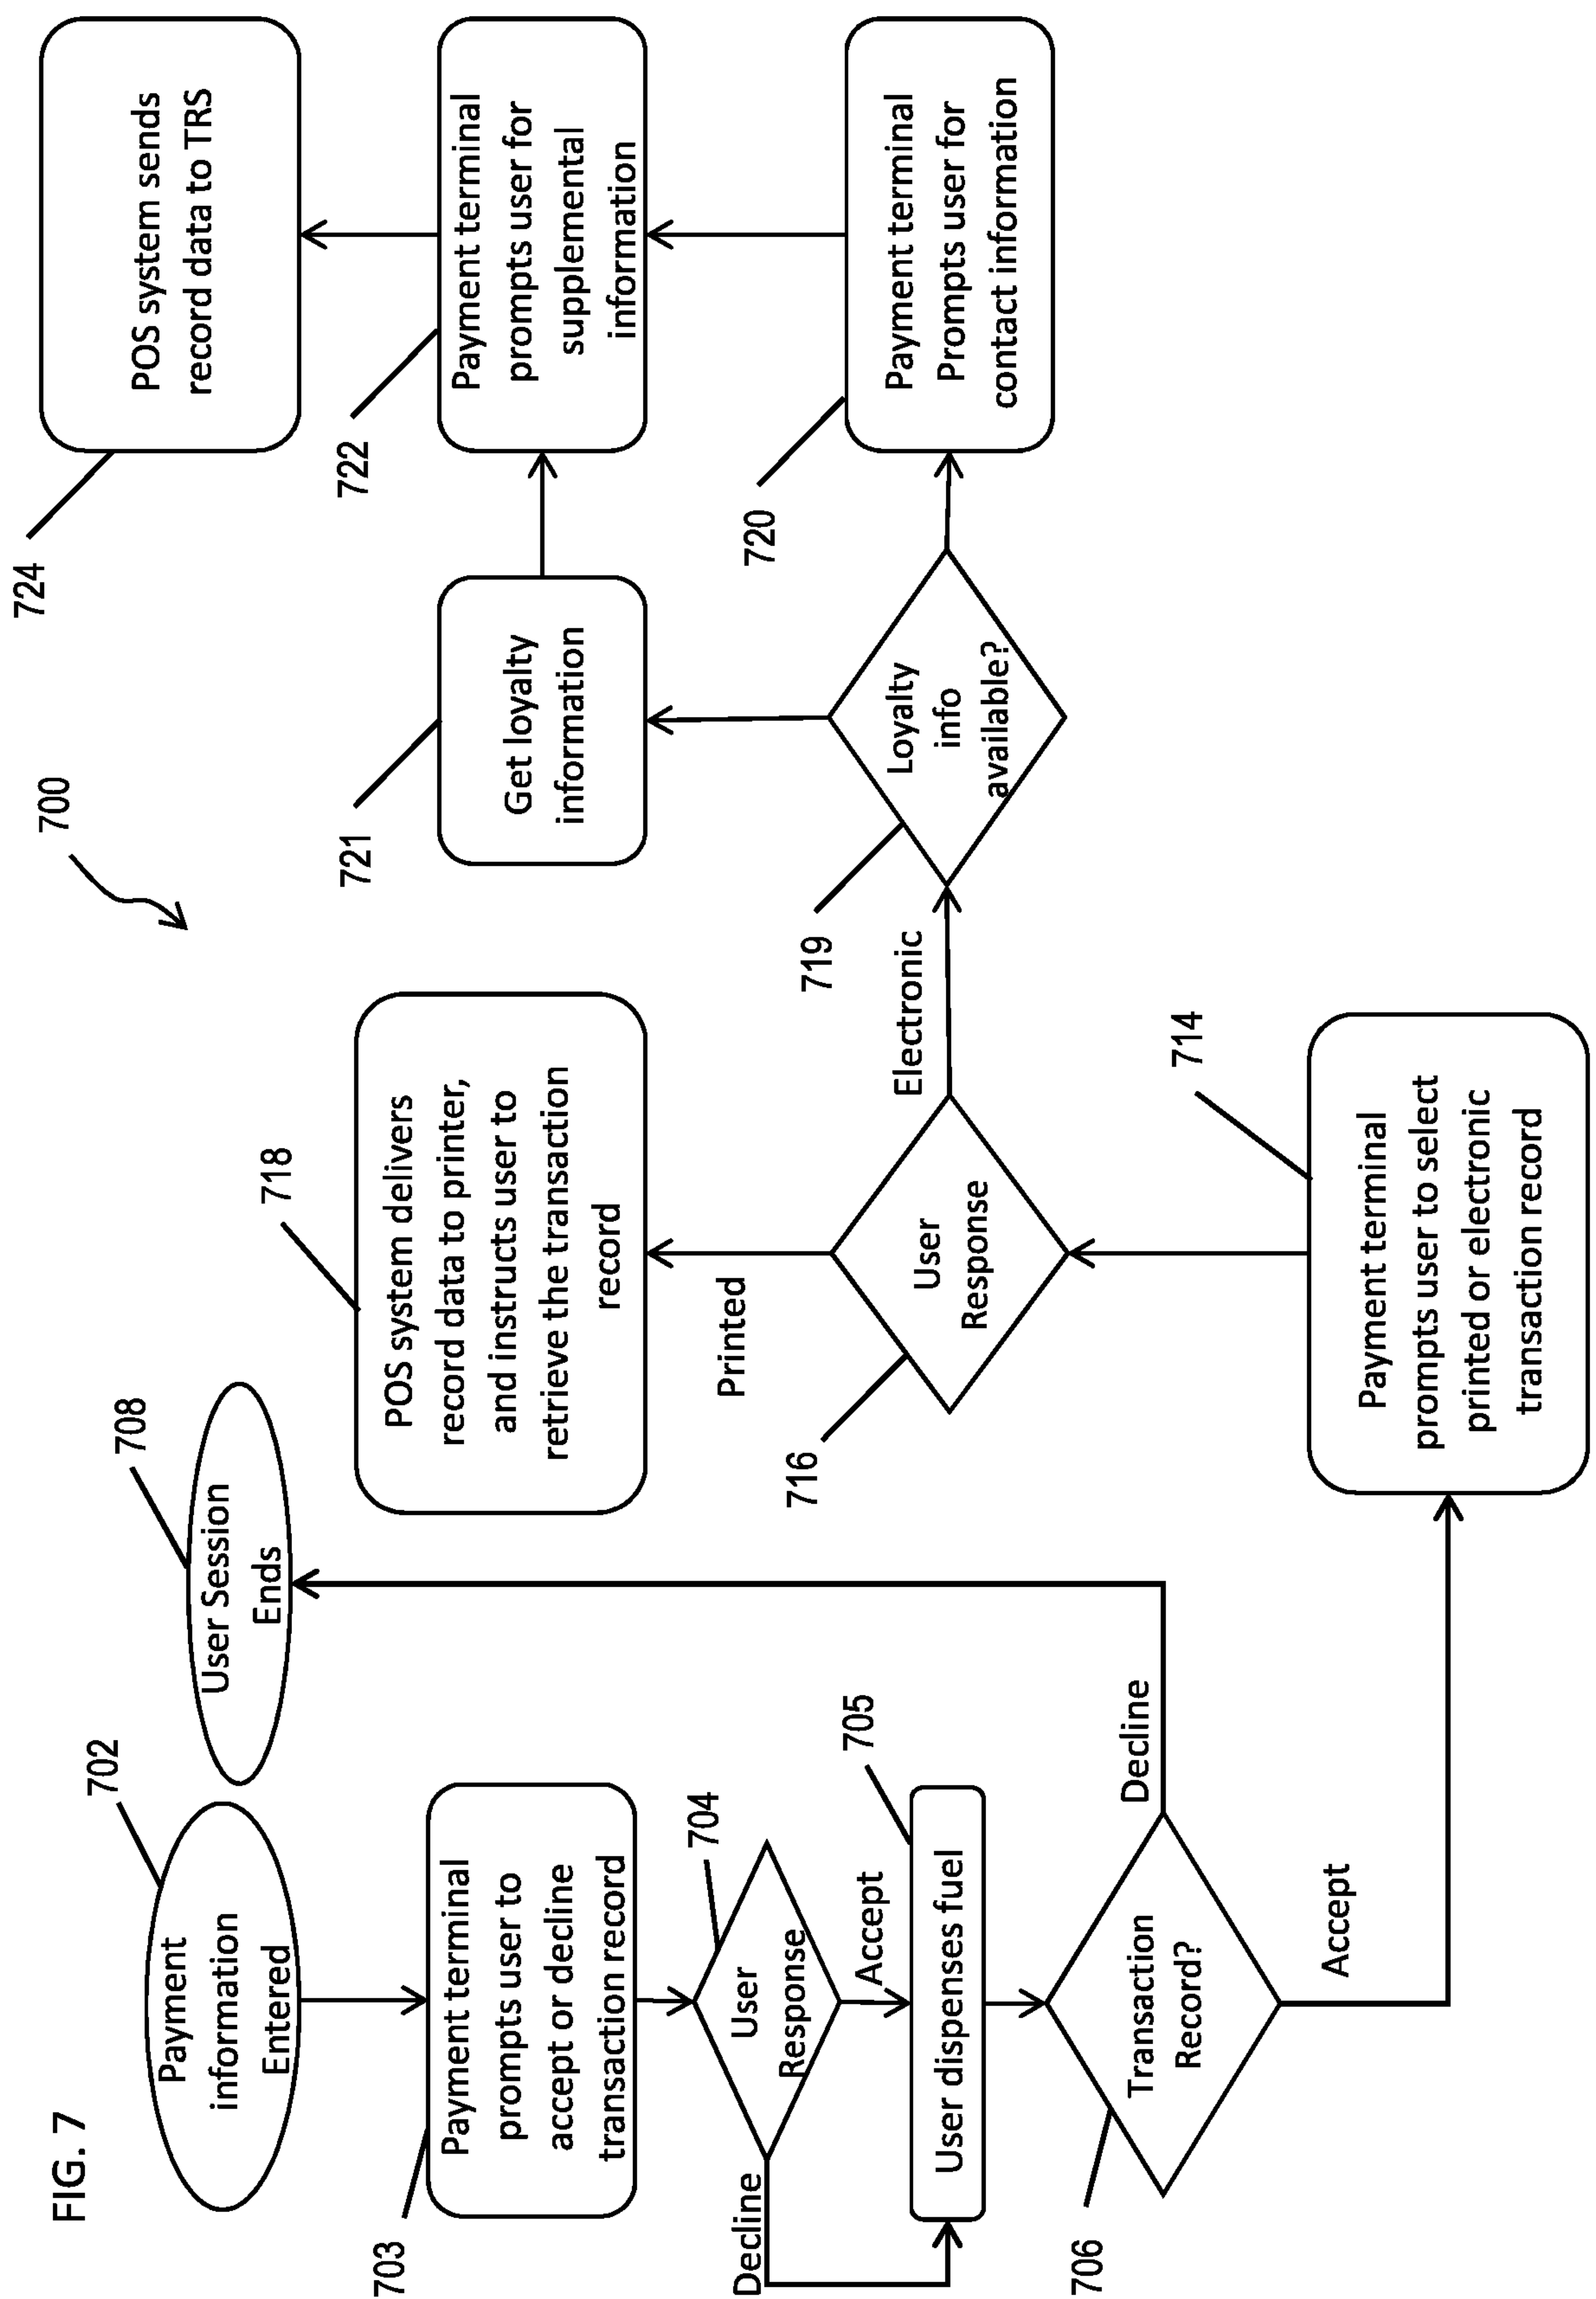 FIG. 7
700
702
Payment
information
Entered
703
Payment terminal
prompts user to
accept or decline
transaction record
704
User
Response
Decline
Accept
705
User dispenses fuel
706
Transaction
Record?
Decline
Accept
708
User Session
Ends
714
Payment terminal
prompts user to select
printed or electronic
transaction record
716
User
Response
Printed
Electronic
718
POS system delivers
record data to printer,
and instructs user to
retrieve the transaction
record
719
Loyalty
info
available?
721
Get loyalty
information
720
Payment terminal
Prompts user for
contact information
722
Payment terminal
prompts user for
supplemental
information
724
POS system sends
record data to TRS